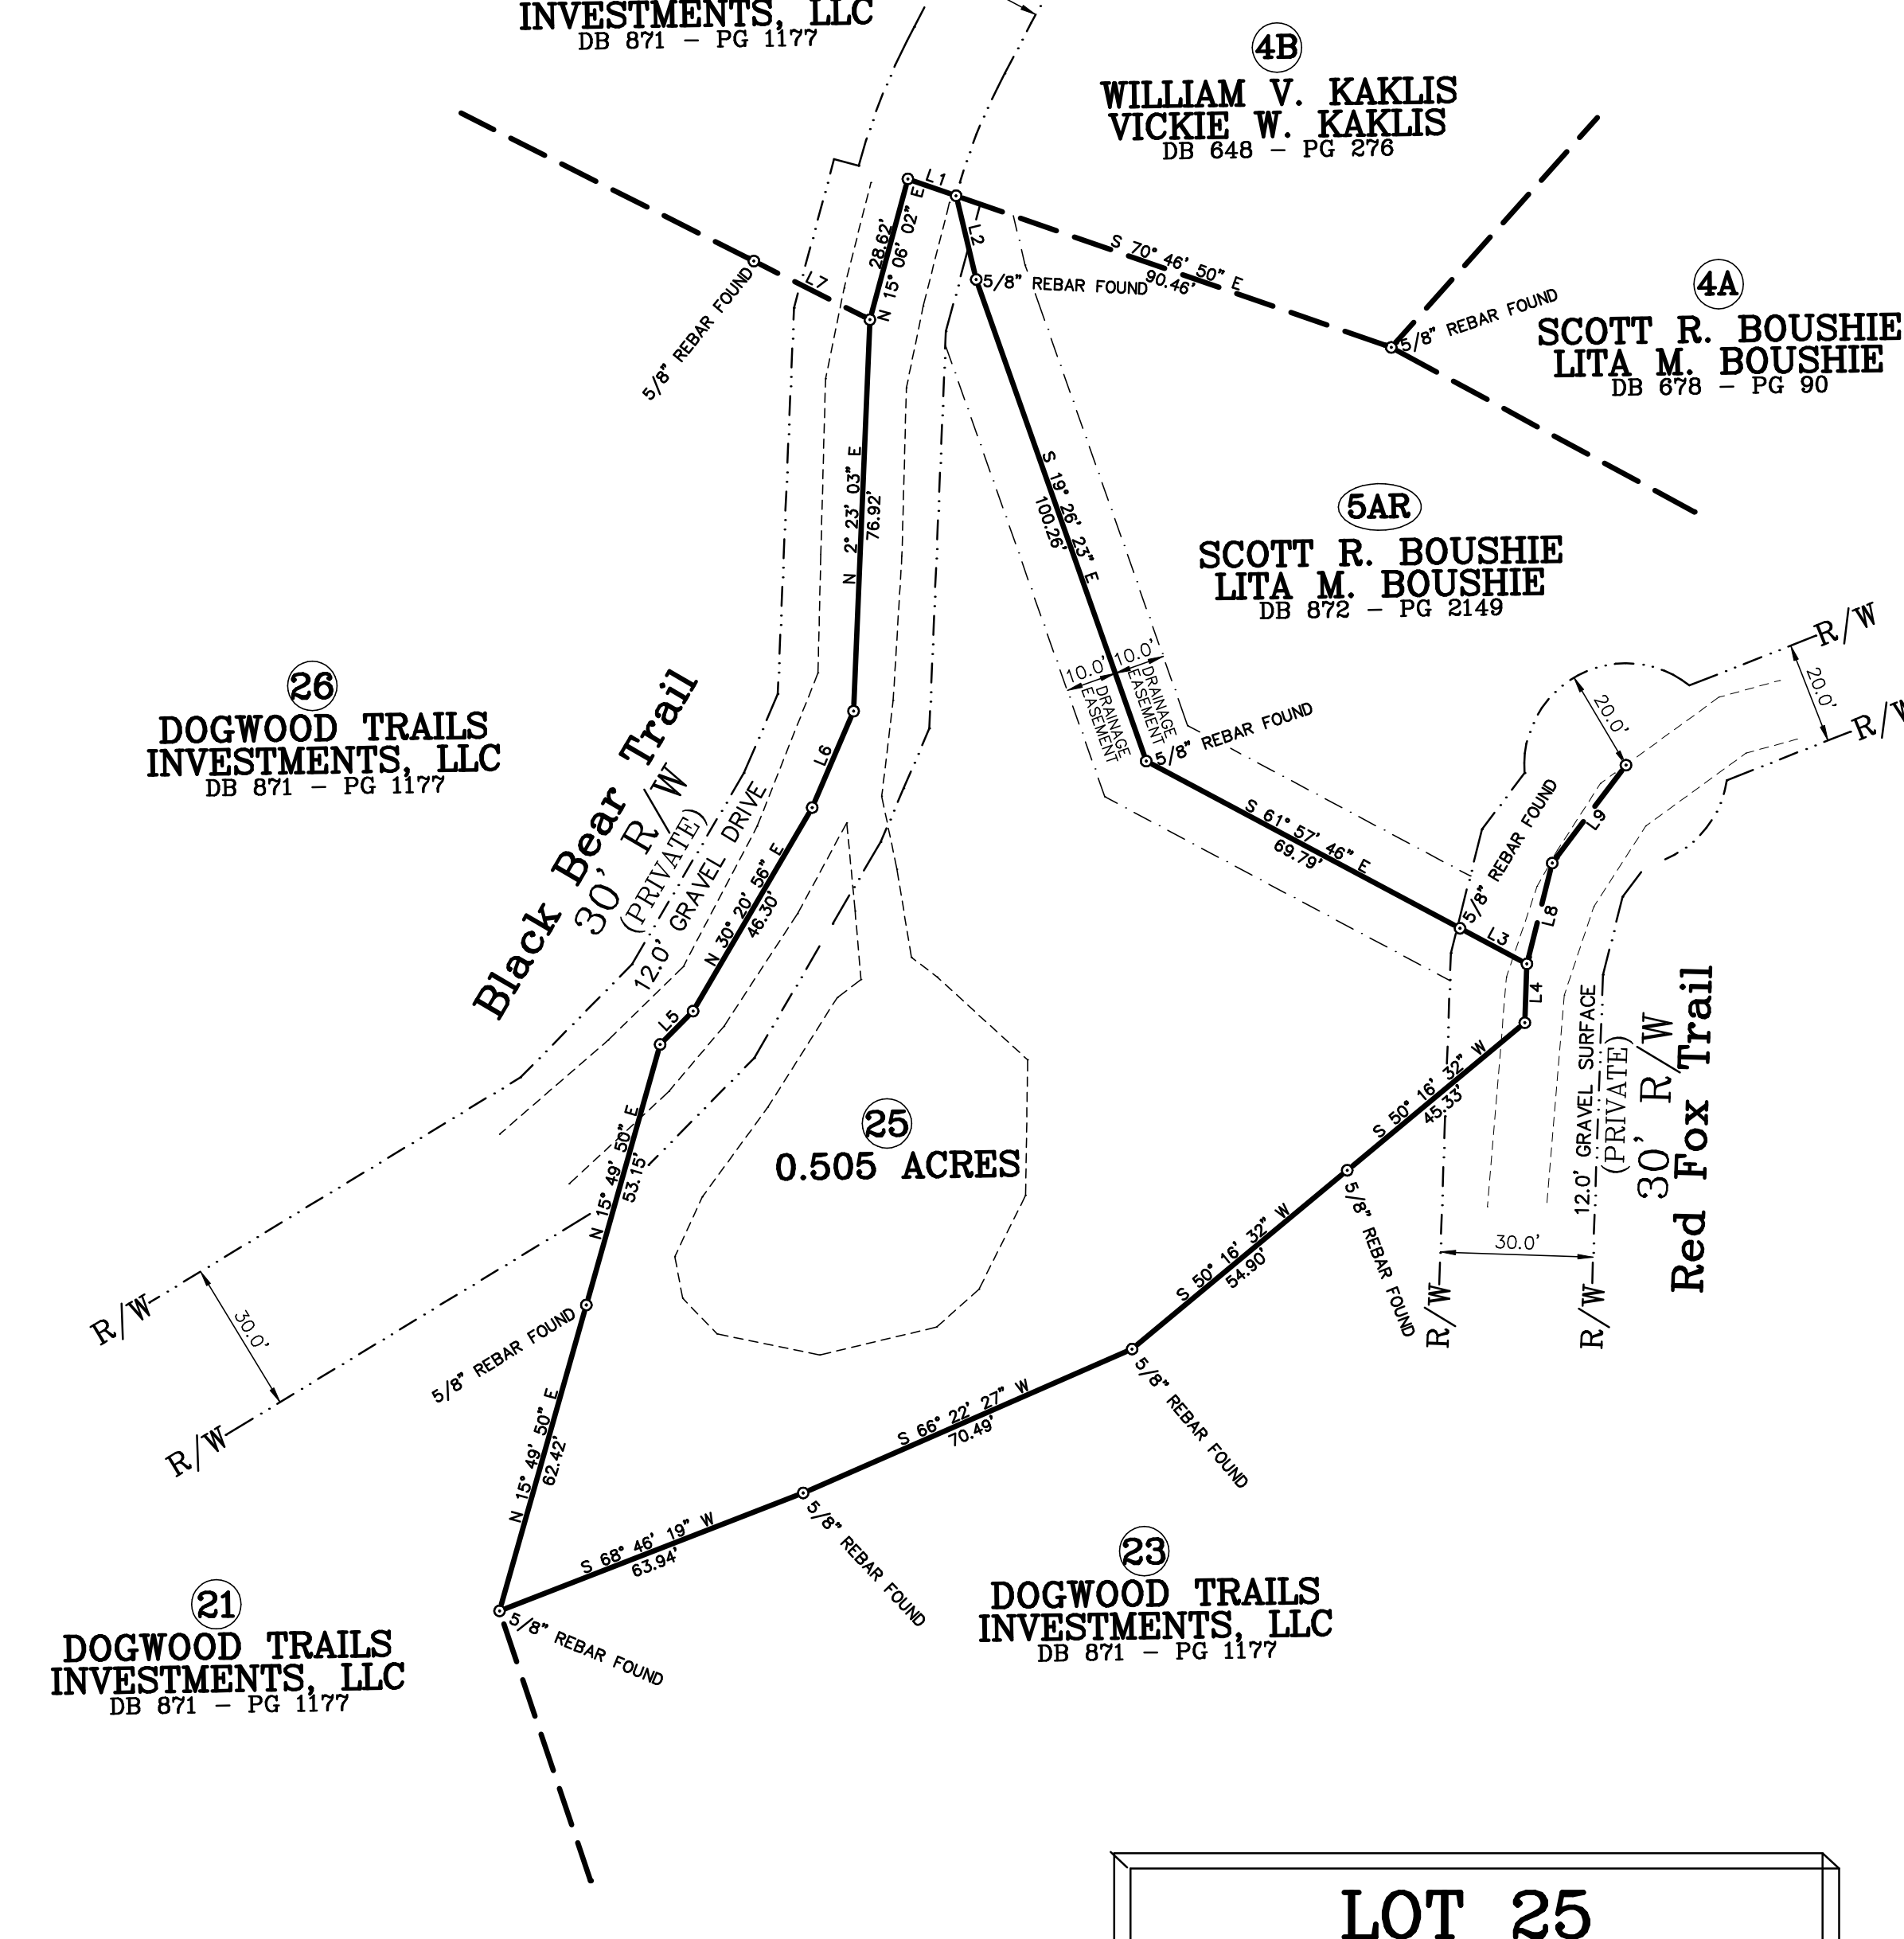 INVESTMENTS, LLC
DB 871 - PG 1177
4B
WILLIAM V. KAKLIS
VICKIE W. KAKLIS
DB 648 - PG 276
L1
28.62'
N 15° 06' 02" E
L2
S 70° 46' 50" E
90.46'
5/8" REBAR FOUND
L7
5/8" REBAR FOUND
5/8" REBAR FOUND
4A
SCOTT R. BOUSHIE
LITA M. BOUSHIE
DB 678 - PG 90
N 2° 23' 03" E
76.92'
S 19° 26' 23" E
100.26'
5AR
SCOTT R. BOUSHIE
LITA M. BOUSHIE
DB 872 - PG 2149
R/W
R/W
20.0'
20.0'
10.0'
10.0'
DRAINAGE
EASEMENT
DRAINAGE
EASEMENT
5/8" REBAR FOUND
26
DOGWOOD TRAILS
INVESTMENTS, LLC
DB 871 - PG 1177
Black Bear Trail
30' R/W
(PRIVATE)
12.0' GRAVEL DRIVE
L6
N 30° 20' 56" E
46.30'
L5
S 61° 57' 46" E
69.79'
5/8" REBAR FOUND
L9
L8
L3
L4
12.0' GRAVEL SURFACE
(PRIVATE)
30' R/W
Red Fox Trail
S 50° 16' 32" W
45.33'
25
0.505 ACRES
N 15° 49' 50" E
53.15'
5/8" REBAR FOUND
S 50° 16' 32" W
54.90'
30.0'
R/W
R/W
R/W
30.0'
R/W
5/8" REBAR FOUND
5/8" REBAR FOUND
S 66° 22' 27" W
70.49'
N 15° 49' 50" E
62.42'
S 68° 46' 19" W
63.94'
5/8" REBAR FOUND
5/8" REBAR FOUND
23
DOGWOOD TRAILS
INVESTMENTS, LLC
DB 871 - PG 1177
21
DOGWOOD TRAILS
INVESTMENTS, LLC
DB 871 - PG 1177
LOT 25